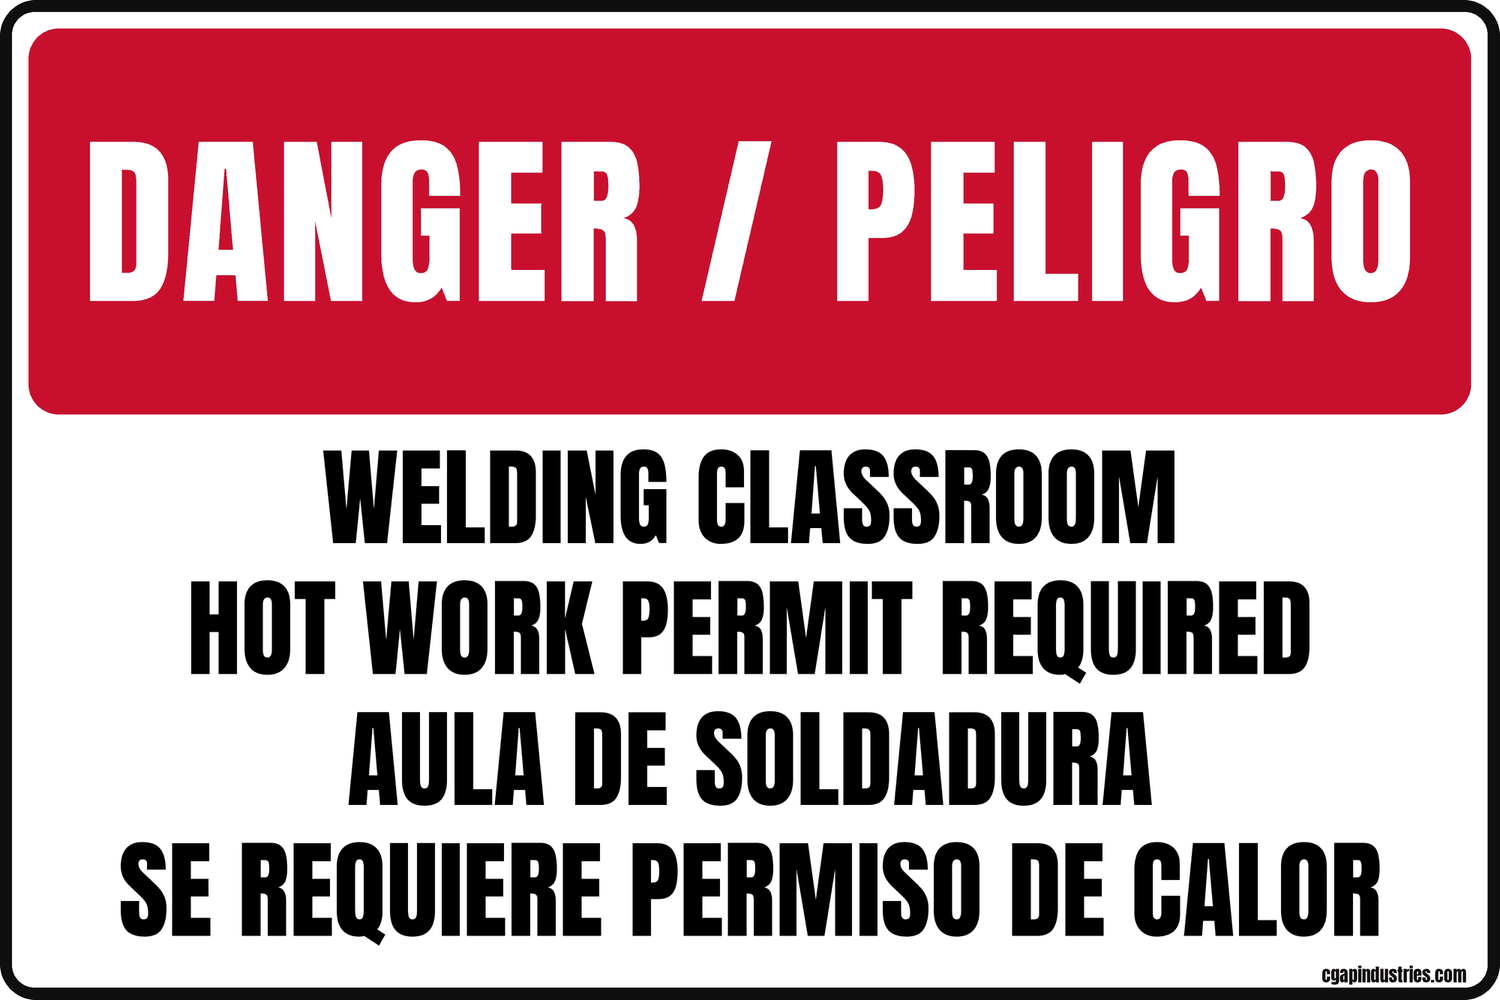 DANGER / PELIGRO
WELDING CLASSROOM
HOT WORK PERMIT REQUIRED
AULA DE SOLDADURA
SE REQUIERE PERMISO DE CALOR
cgapindustries.com